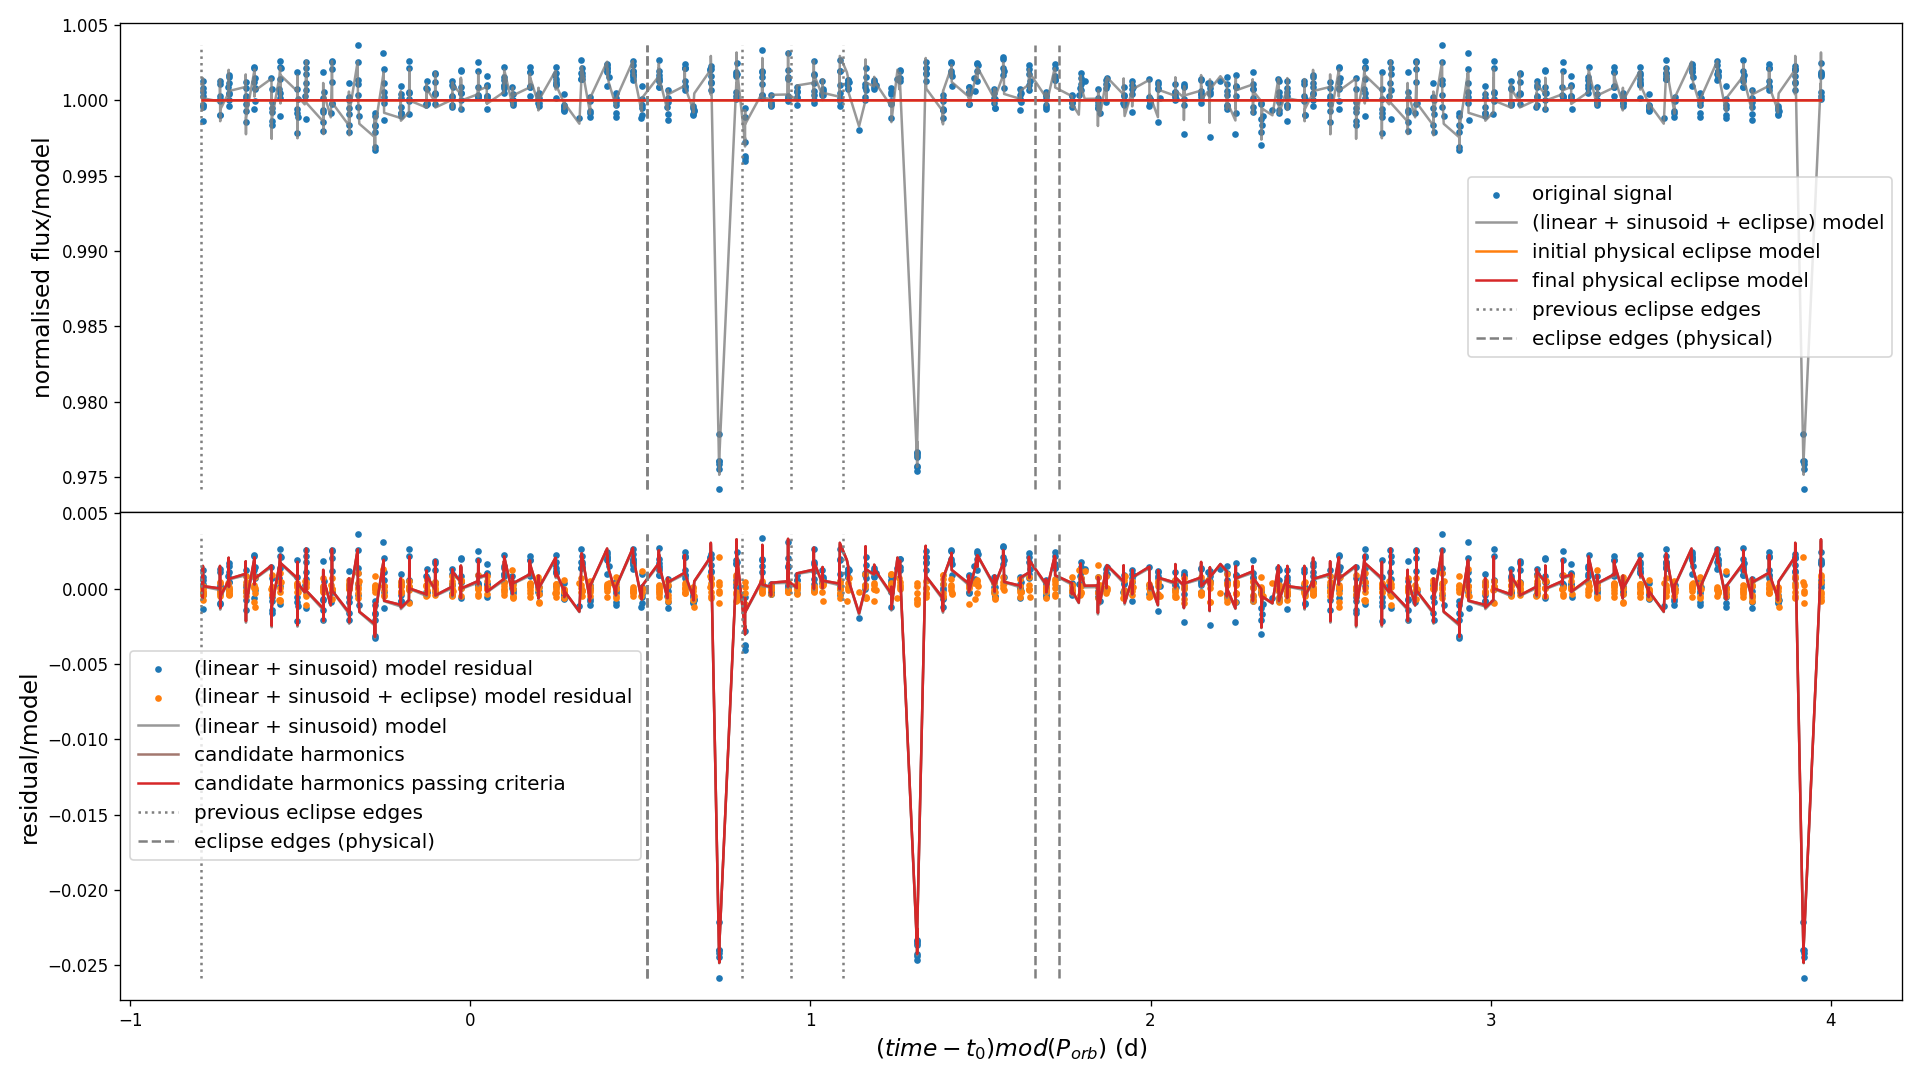 1.005
1.000
0.995
0.990
0.985
0.980
0.975
normalised flux/model
original signal
(linear + sinusoid + eclipse) model
initial physical eclipse model
final physical eclipse model
previous eclipse edges
eclipse edges (physical)
0.005
0.000
−0.005
−0.010
−0.015
−0.020
−0.025
residual/model
(linear + sinusoid) model residual
(linear + sinusoid + eclipse) model residual
(linear + sinusoid) model
candidate harmonics
candidate harmonics passing criteria
previous eclipse edges
eclipse edges (physical)
−1 0 1 2 3 4
(time − t₀)mod(P_orb) (d)